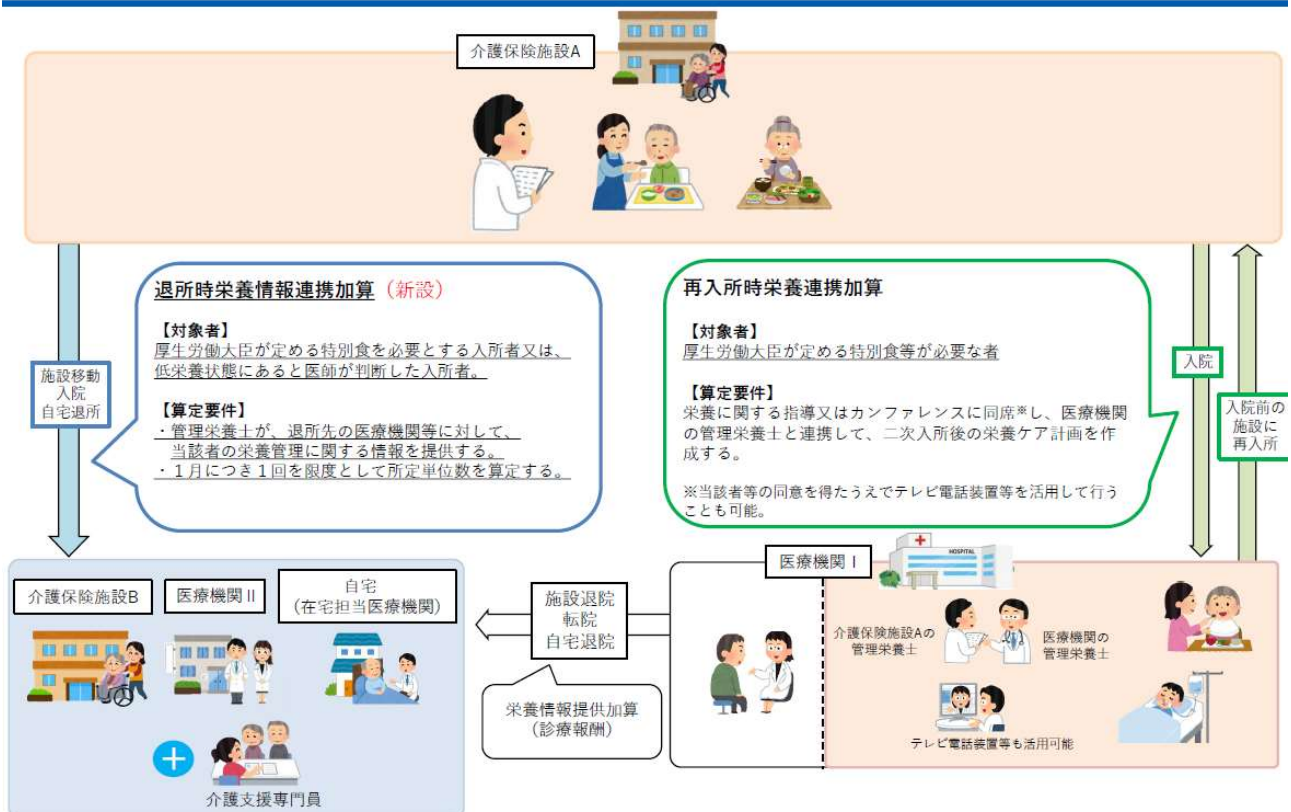 介護保険施設A
退所時栄養情報連携加算（新設）
【対象者】
厚生労働大臣が定める特別食を必要とする入所者又は、
低栄養状態にあると医師が判断した入所者。
【算定要件】
・管理栄養士が、退所先の医療機関等に対して、
当該者の栄養管理に関する情報を提供する。
・１月につき１回を限度として所定単位数を算定する。
施設移動
入院
自宅退所
再入所時栄養連携加算
【対象者】
厚生労働大臣が定める特別食等が必要な者
【算定要件】
栄養に関する指導又はカンファレンスに同席※し、医療機関
の管理栄養士と連携して、二次入所後の栄養ケア計画を作
成する。
※当該者等の同意を得たうえでテレビ電話装置等を活用して行う
ことも可能。
入院
入院前の
施設に
再入所
介護保険施設B
医療機関Ⅱ
自宅
(在宅担当医療機関)
介護支援専門員
施設退院
転院
自宅退院
栄養情報提供加算
(診療報酬)
医療機関Ⅰ
HOSPITAL
介護保険施設Aの
管理栄養士
医療機関の
管理栄養士
テレビ電話装置等も活用可能